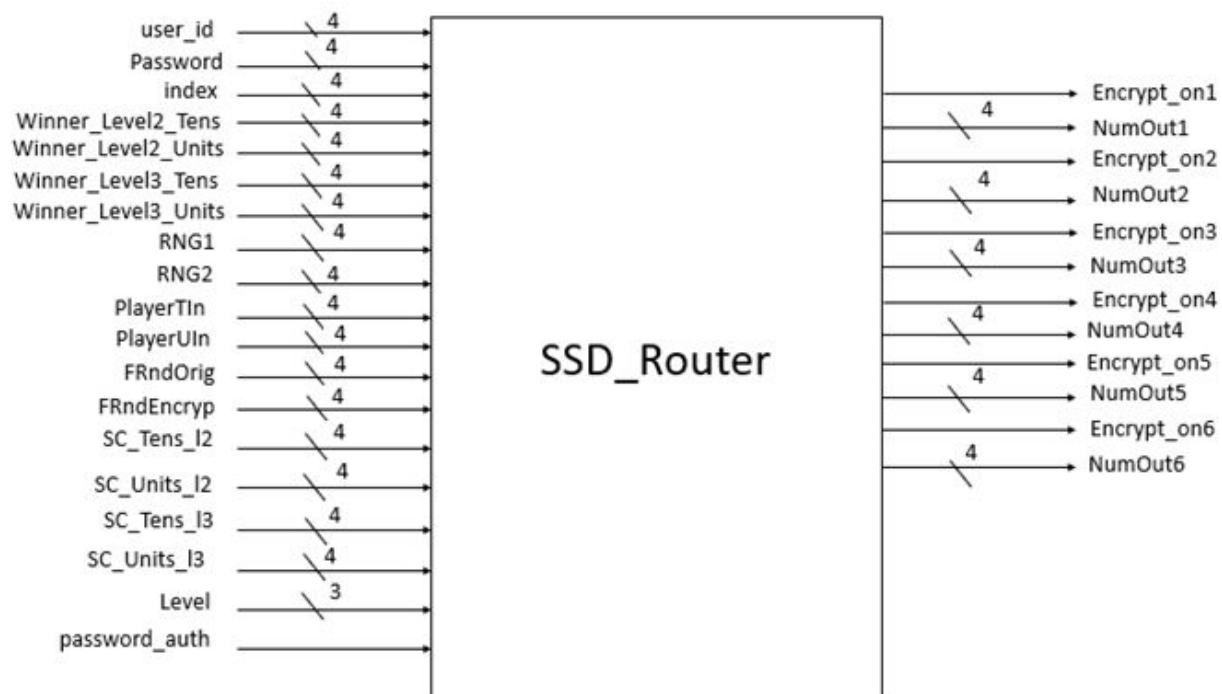 user_id 4
Password 4
index 4
Winner_Level2_Tens 4
Winner_Level2_Units 4
Winner_Level3_Tens 4
Winner_Level3_Units 4
RNG1 4
RNG2 4
PlayerTIn 4
PlayerUIn 4
FRndOrig 4
FRndEncryp 4
SC_Tens_l2 4
SC_Units_l2 4
SC_Tens_l3 4
SC_Units_l3 4
Level 3
password_auth
SSD_Router
Encrypt_on1
4 NumOut1
Encrypt_on2
4 NumOut2
Encrypt_on3
4 NumOut3
Encrypt_on4
4 NumOut4
Encrypt_on5
4 NumOut5
Encrypt_on6
4 NumOut6